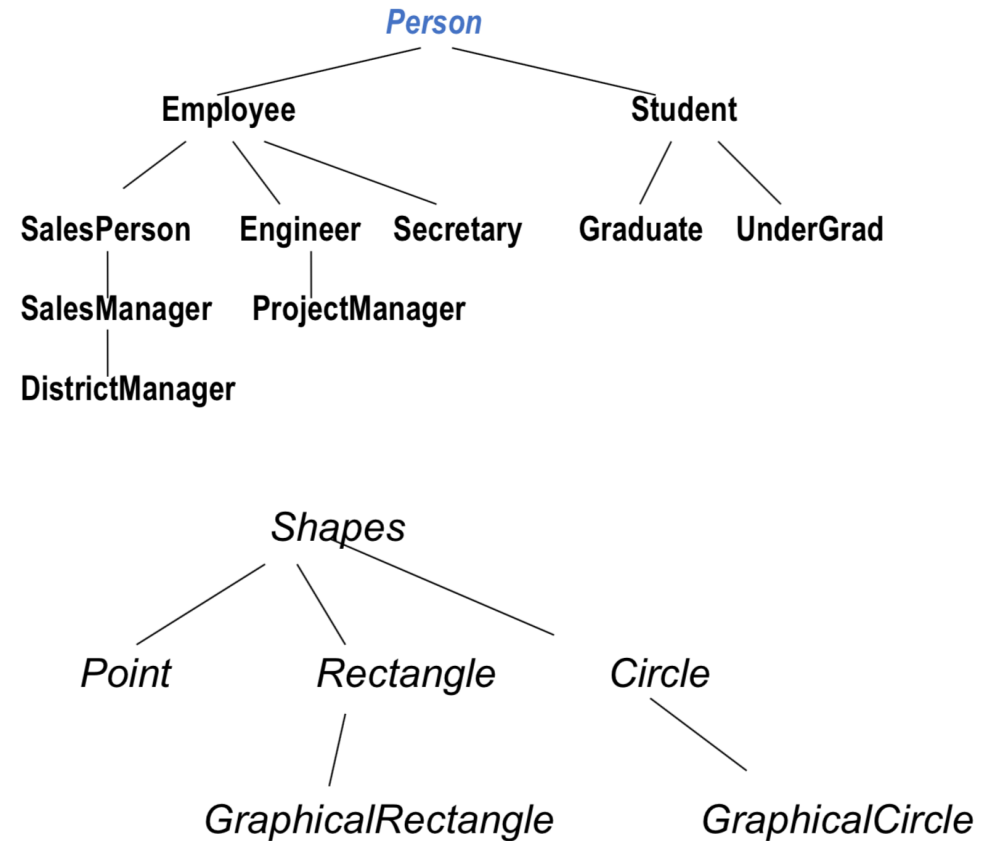 Person
Employee Student
SalesPerson Engineer Secretary Graduate UnderGrad
SalesManager ProjectManager
DistrictManager
Shapes
Point Rectangle Circle
GraphicalRectangle GraphicalCircle